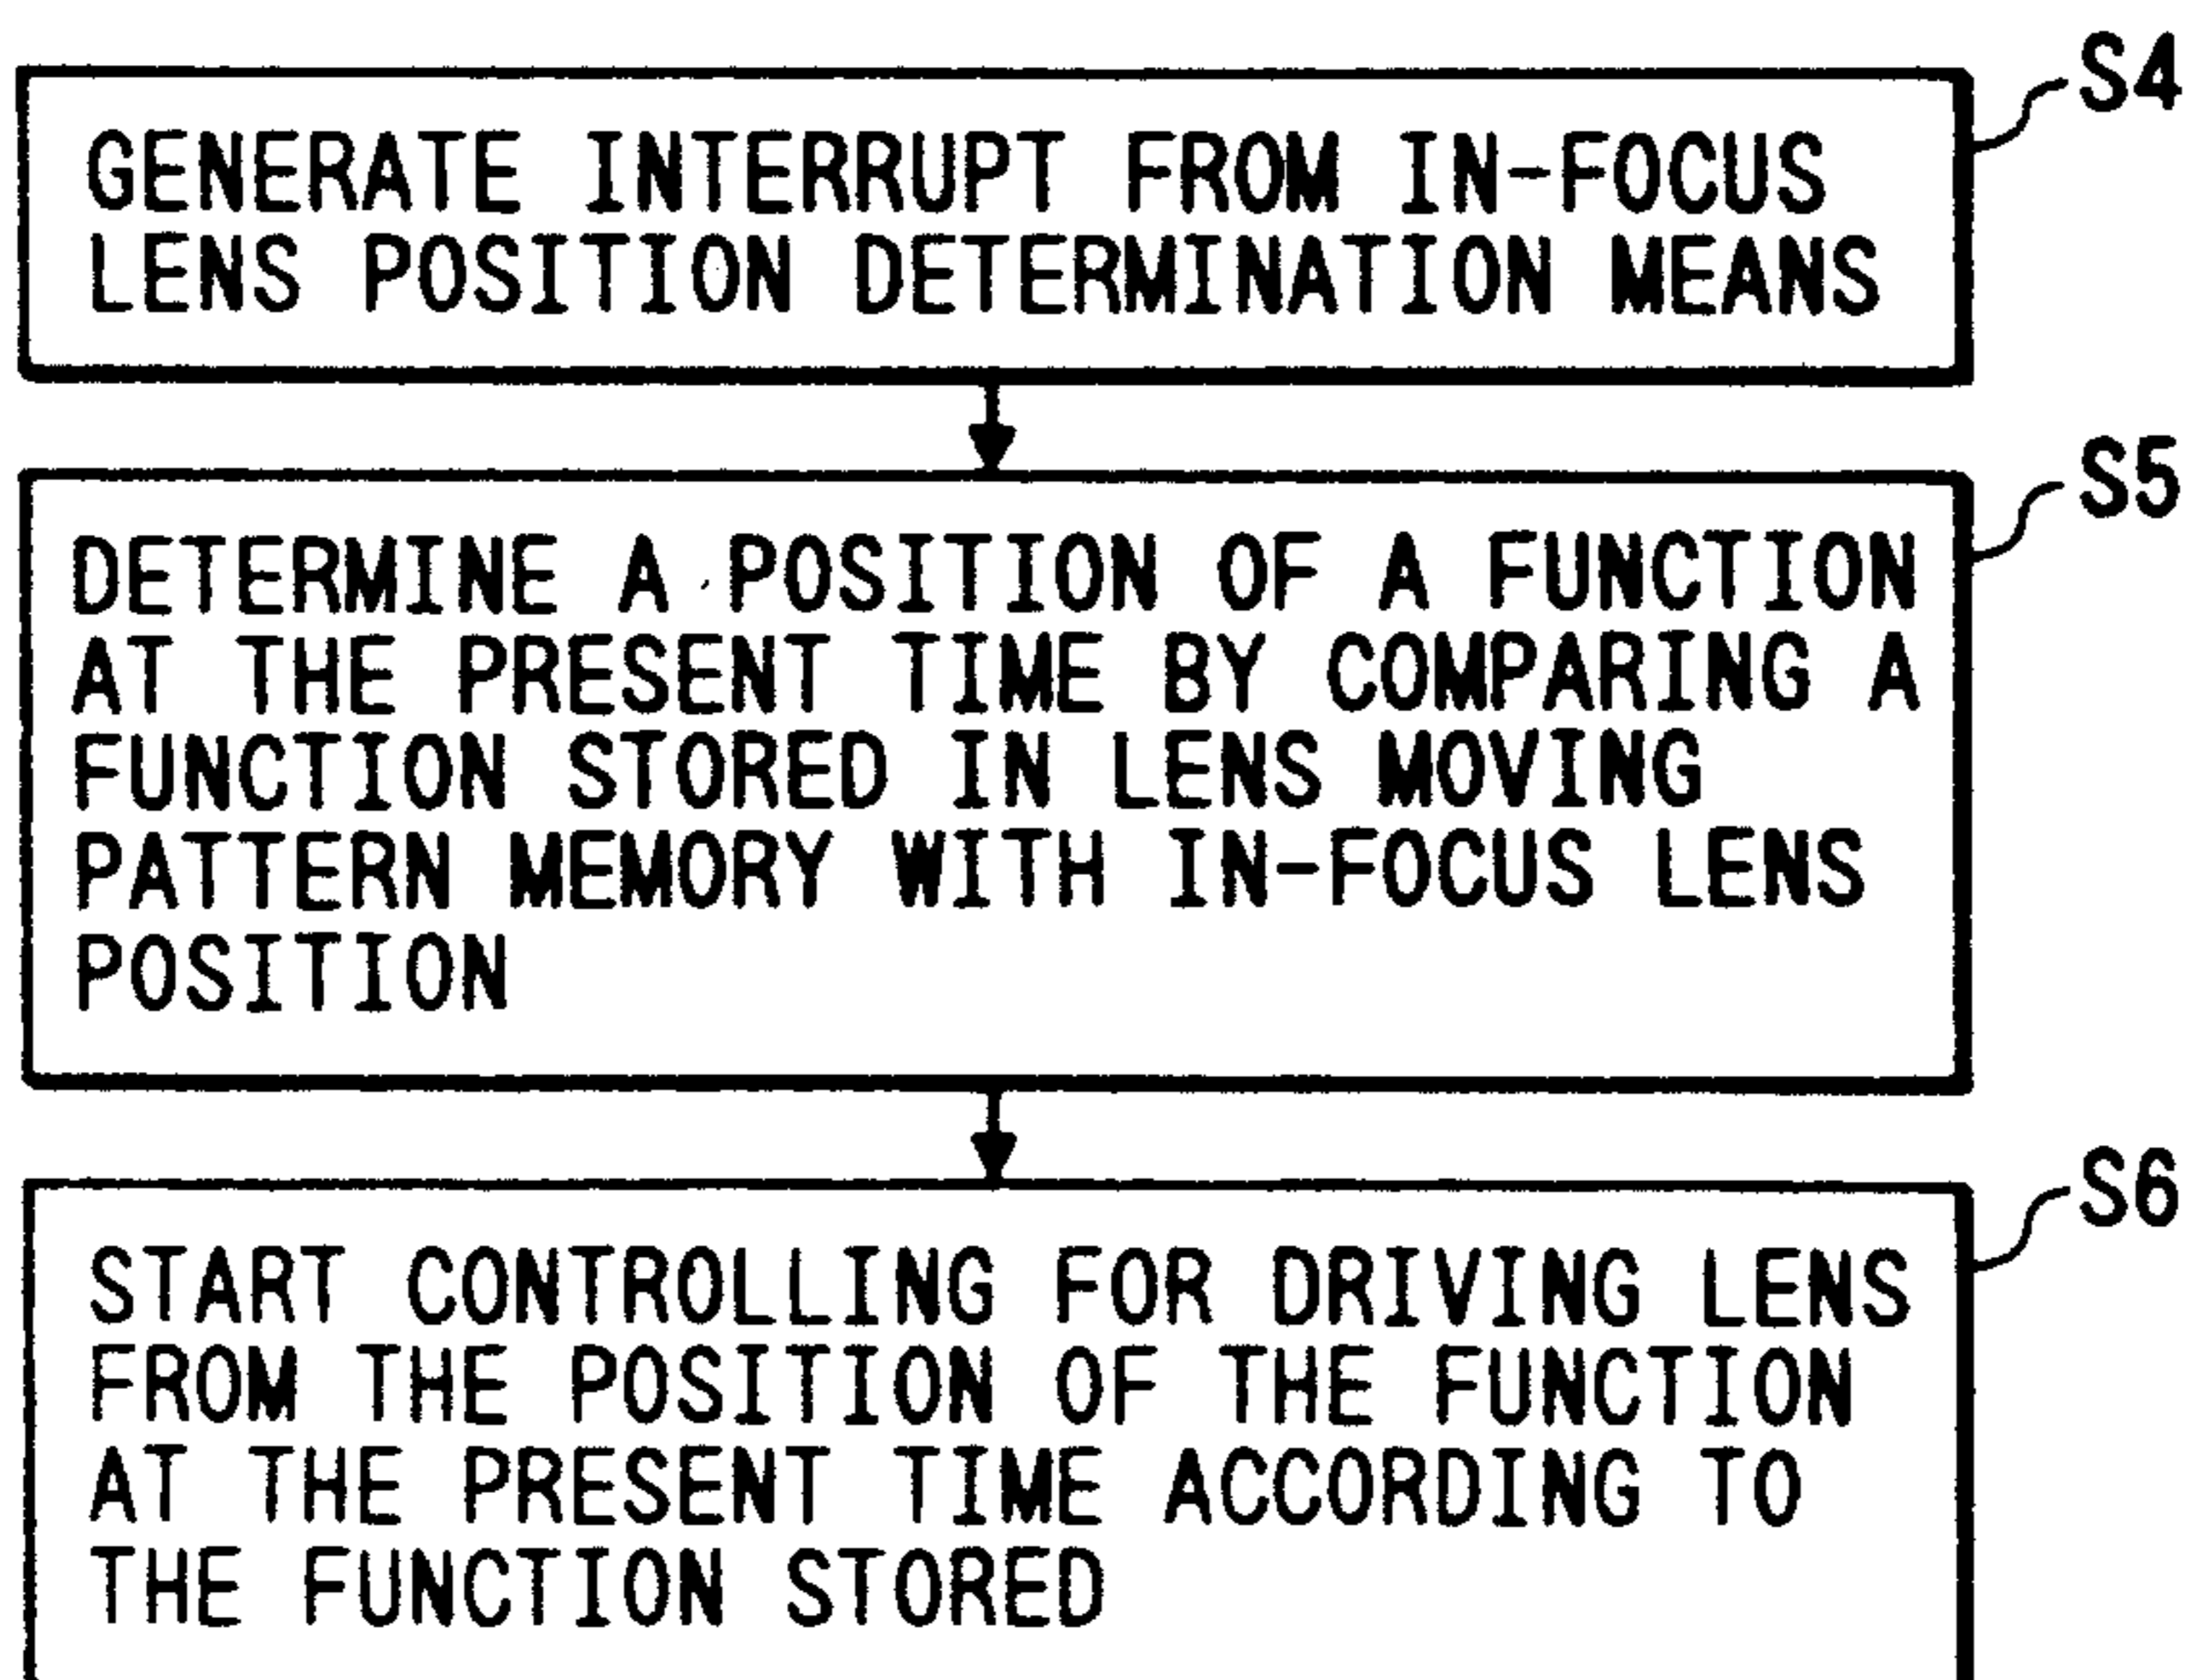 S4
GENERATE INTERRUPT FROM IN-FOCUS
LENS POSITION DETERMINATION MEANS
S5
DETERMINE A POSITION OF A FUNCTION
AT THE PRESENT TIME BY COMPARING A
FUNCTION STORED IN LENS MOVING
PATTERN MEMORY WITH IN-FOCUS LENS
POSITION
S6
START CONTROLLING FOR DRIVING LENS
FROM THE POSITION OF THE FUNCTION
AT THE PRESENT TIME ACCORDING TO
THE FUNCTION STORED